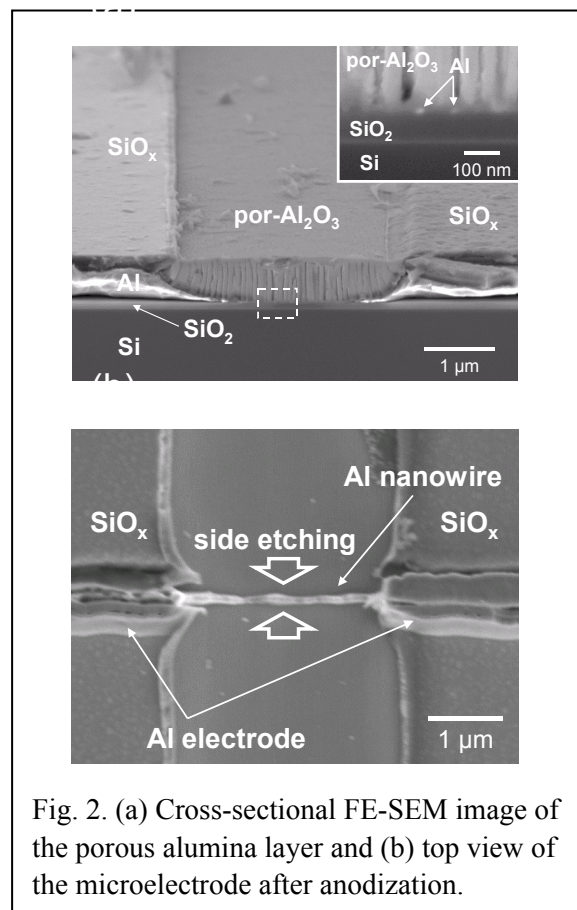 por-Al₂O₃
Al
SiO₂
Si
100 nm
SiOₓ
por-Al₂O₃
SiOₓ
Al
SiO₂
Si
1 µm
Al nanowire
SiOₓ
SiOₓ
side etching
Al electrode
1 µm
Fig. 2. (a) Cross-sectional FE-SEM image of
the porous alumina layer and (b) top view of
the microelectrode after anodization.